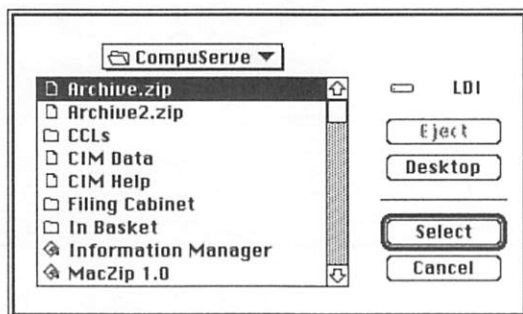 CompuServe
Archive.zip
Archive2.zip
CCLs
CIM Data
CIM Help
Filing Cabinet
In Basket
Information Manager
MacZip 1.0
LDI
Eject
Desktop
Select
Cancel